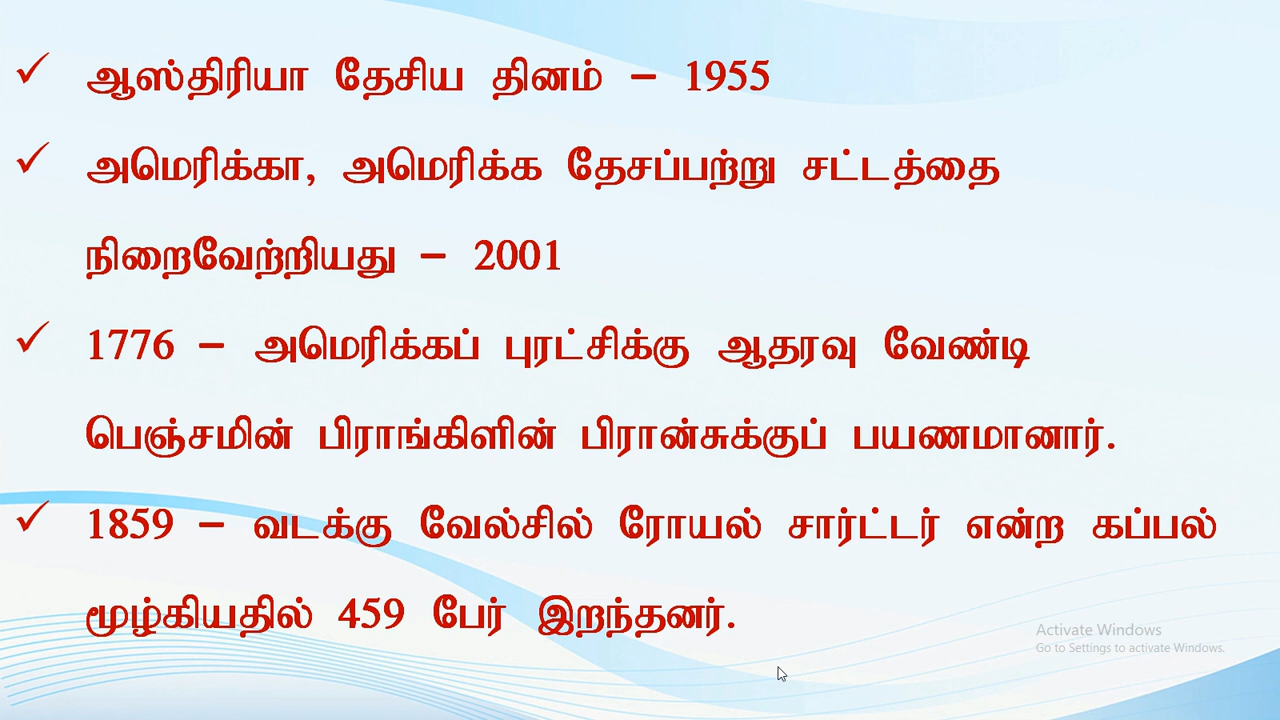 ஆஸ்திரியா தேசிய தினம் – 1955
அமெரிக்கா, அமெரிக்க தேசப்பற்று சட்டத்தை
நிறைவேற்றியது – 2001
1776 – அமெரிக்கப் புரட்சிக்கு ஆதரவு வேண்டி
பெஞ்சமின் பிராங்கிளின் பிரான்சுக்குப் பயணமானார்.
1859 – வடக்கு வேல்சில் ரோயல் சார்ட்டர் என்ற கப்பல்
மூழ்கியதில் 459 பேர் இறந்தனர்.
Activate Windows
Go to Settings to activate Windows.